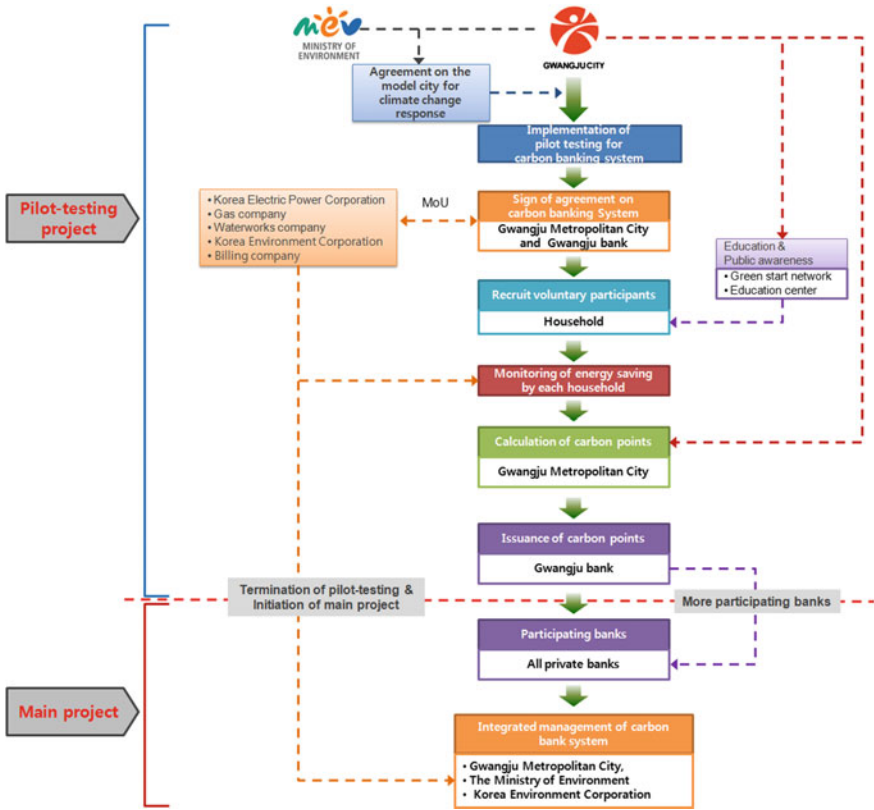 mev
MINISTRY OF
ENVIRONMENT
GWANGJU CITY
Agreement on the
model city for
climate change
response
Implementation of
pilot testing for
carbon banking system
Pilot-testing
project
• Korea Electric Power Corporation
• Gas company
• Waterworks company
• Korea Environment Corporation
• Billing company
MoU
Sign of agreement on
carbon banking System
Gwangju Metropolitan City
and Gwangju bank
Education &
Public awareness
• Green start network
• Education center
Recruit voluntary participants
Household
Monitoring of energy saving
by each household
Calculation of carbon points
Gwangju Metropolitan City
Issuance of carbon points
Gwangju bank
Termination of pilot-testing &
Initiation of main project
More participating banks
Participating banks
All private banks
Main project
Integrated management of carbon
bank system
• Gwangju Metropolitan City,
• The Ministry of Environment
• Korea Environment Corporation